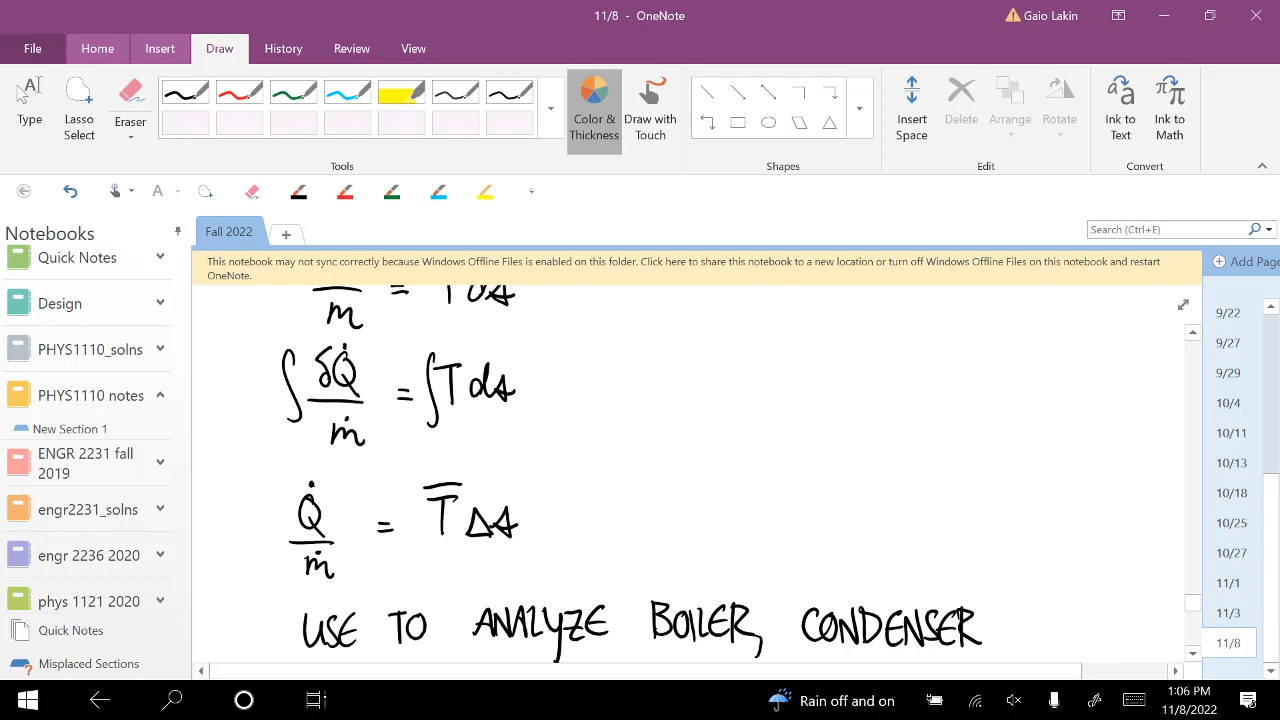 11/8 - OneNote
Gaio Lakin
File
Home
Insert
Draw
History
Review
View
A
Type
Lasso
Select
Eraser
Color &
Thickness
Draw with
Touch
Insert
Space
Delete
Arrange
Rotate
aあ
Ink to
Text
ππ
Ink to
Math
Tools
Shapes
Edit
Convert
A
Notebooks
Quick Notes
Design
PHYS1110_solns
PHYS1110 notes
New Section 1
ENGR 2231 fall
2019
engr2231_solns
engr 2236 2020
phys 1121 2020
Quick Notes
Misplaced Sections
Fall 2022
+
Search (Ctrl+E)
This notebook may not sync correctly because Windows Offline Files is enabled on this folder. Click here to share this notebook to a new location or turn off Windows Offline Files on this notebook and restart
OneNote.
Add Page
ṁ = T ds
∫ δQ̇/ṁ = ∫ T ds
Q̇/ṁ = T̅ Δs
USE TO ANALYZE BOILER, CONDENSER
9/22
9/27
9/29
10/4
10/11
10/13
10/18
10/25
10/27
11/1
11/3
11/8
Rain off and on
1:06 PM
11/8/2022